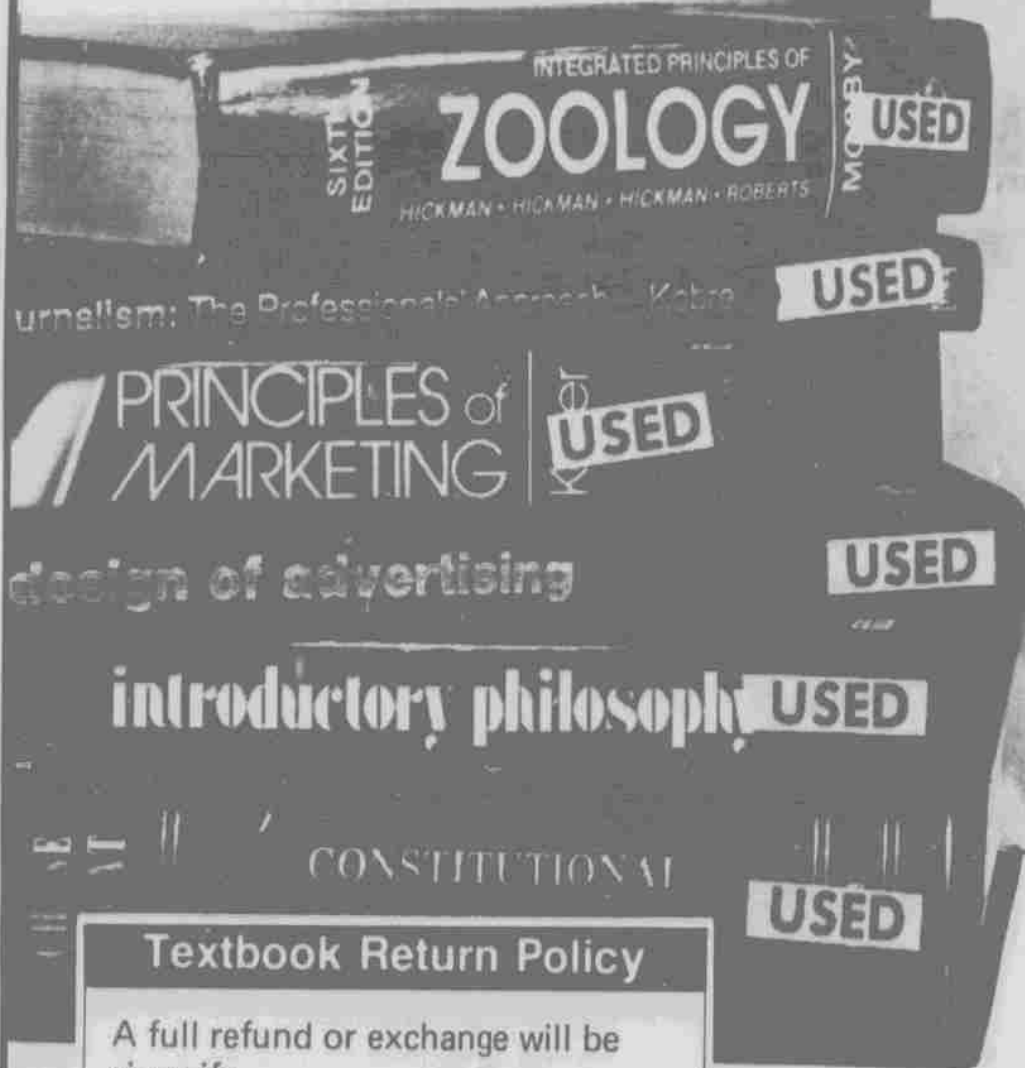 INTEGRATED PRINCIPLES OF
ZOOLOGY
EDITION
HICKMAN • HICKMAN • HICKMAN • ROBERTS
USED
urnalism: The Professionals' Approach Kobre
USED
PRINCIPLES of
MARKETING
USED
design of advertising
USED
introductory philosophy
USED
CONSTITUTIONAL
USED
Textbook Return Policy
A full refund or exchange will be